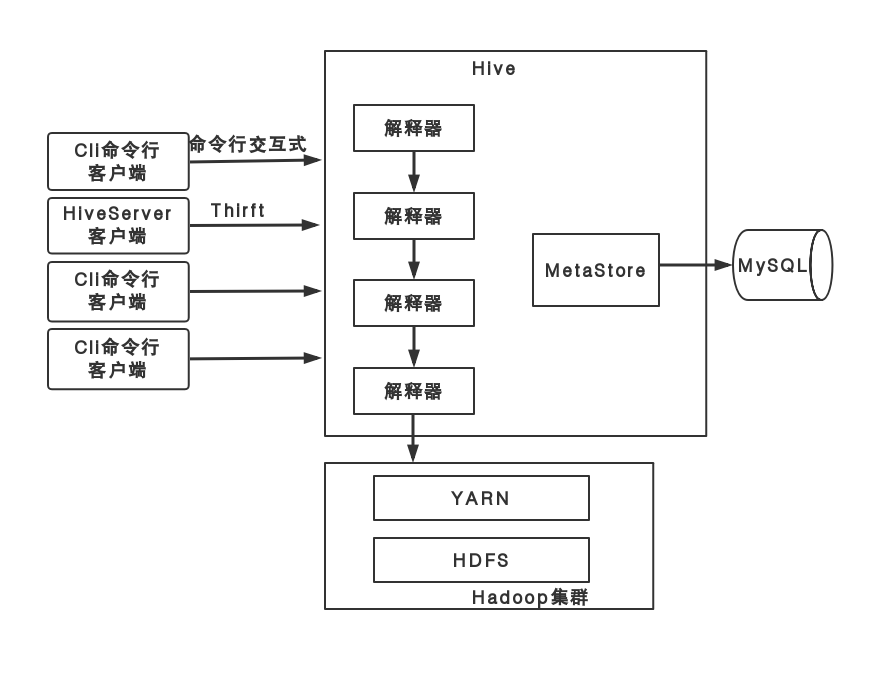 Hive
解释器
命令行交互式
Cli命令行
客户端
HiveServer
客户端
Thirft
解释器
Cli命令行
客户端
MetaStore
MySQL
解释器
Cli命令行
客户端
解释器
YARN
HDFS
Hadoop集群